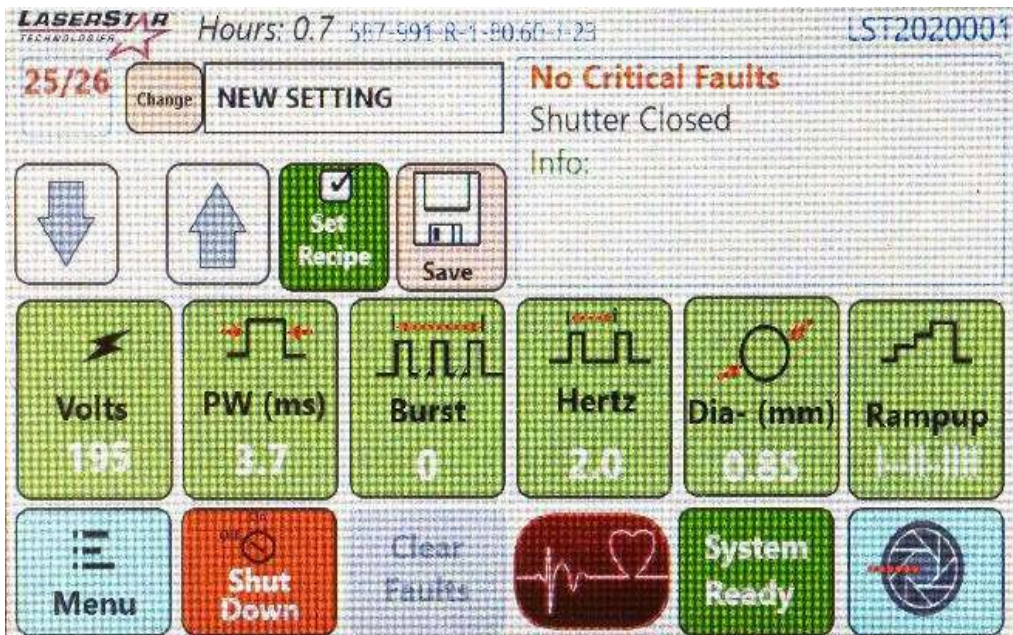 LASERSTAR
TECHNOLOGIES
Hours: 0.7
LST2020001
25/26
Change
NEW SETTING
No Critical Faults
Shutter Closed
Info:
Set
Recipe
Save
Volts
195
PW (ms)
3.7
Burst
0
Hertz
2.0
Dia- (mm)
0.85
Rampup
Menu
Shut
Down
Clear
Faults
System
Ready